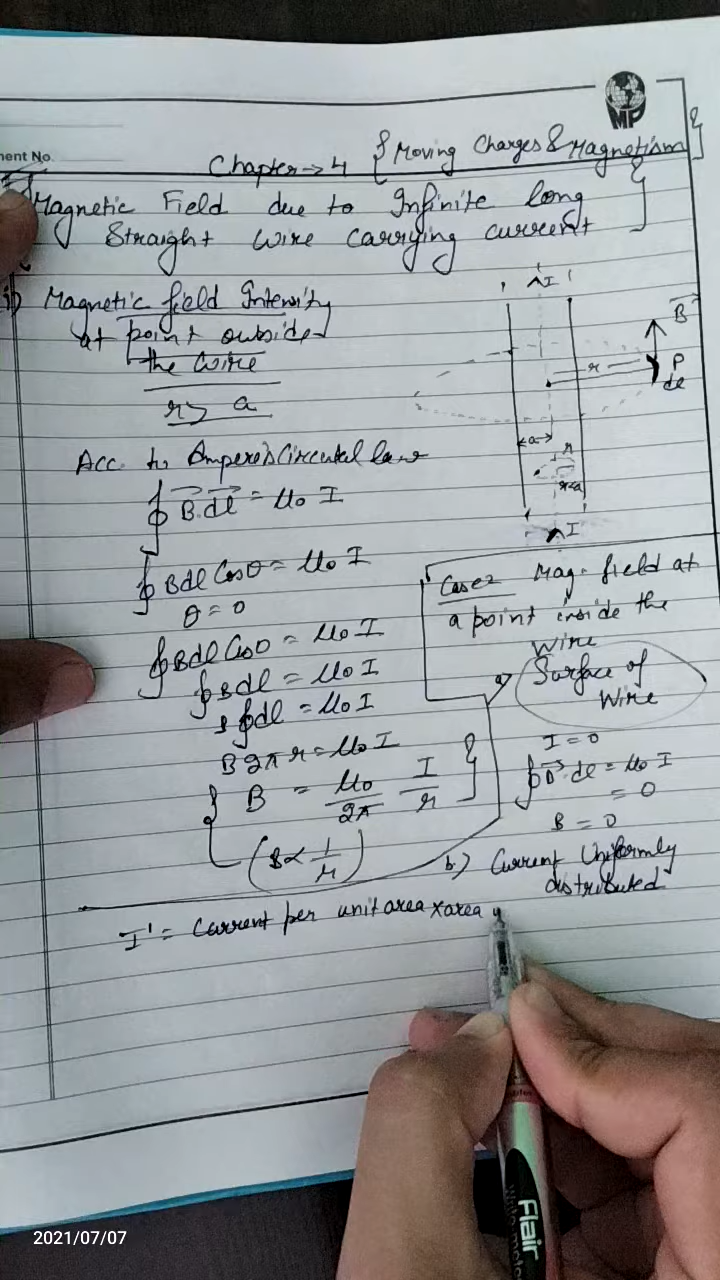 MP
ment No.
Chapter → 4 { Moving Charges & Magnetism }
{ Magnetic Field due to Infinite long
Straight Wire Carrying current }
i) Magnetic field Intensity
at point outside
the Wire
r > a
I
B
r
P
dl
a
r
r<a
I
Acc. to Ampere's Circuital law
∮ B.dl = μ₀ I
∮ Bdl Cosθ = μ₀ I
θ = 0
∮ Bdl Cos0 = μ₀ I
∮ Bdl = μ₀ I
B ∮ dl = μ₀ I
B 2π r = μ₀ I
{ B = μ₀/2π I/r }
(B ∝ 1/r)
Case 2 Mag. field at
a point inside the
Wire
a) Surface of
Wire
I = 0
∮ B.dl = μ₀ I
= 0
B = 0
b.) Current Uniformly
distributed
I' = Current per unit area × area
Flair
2021/07/07